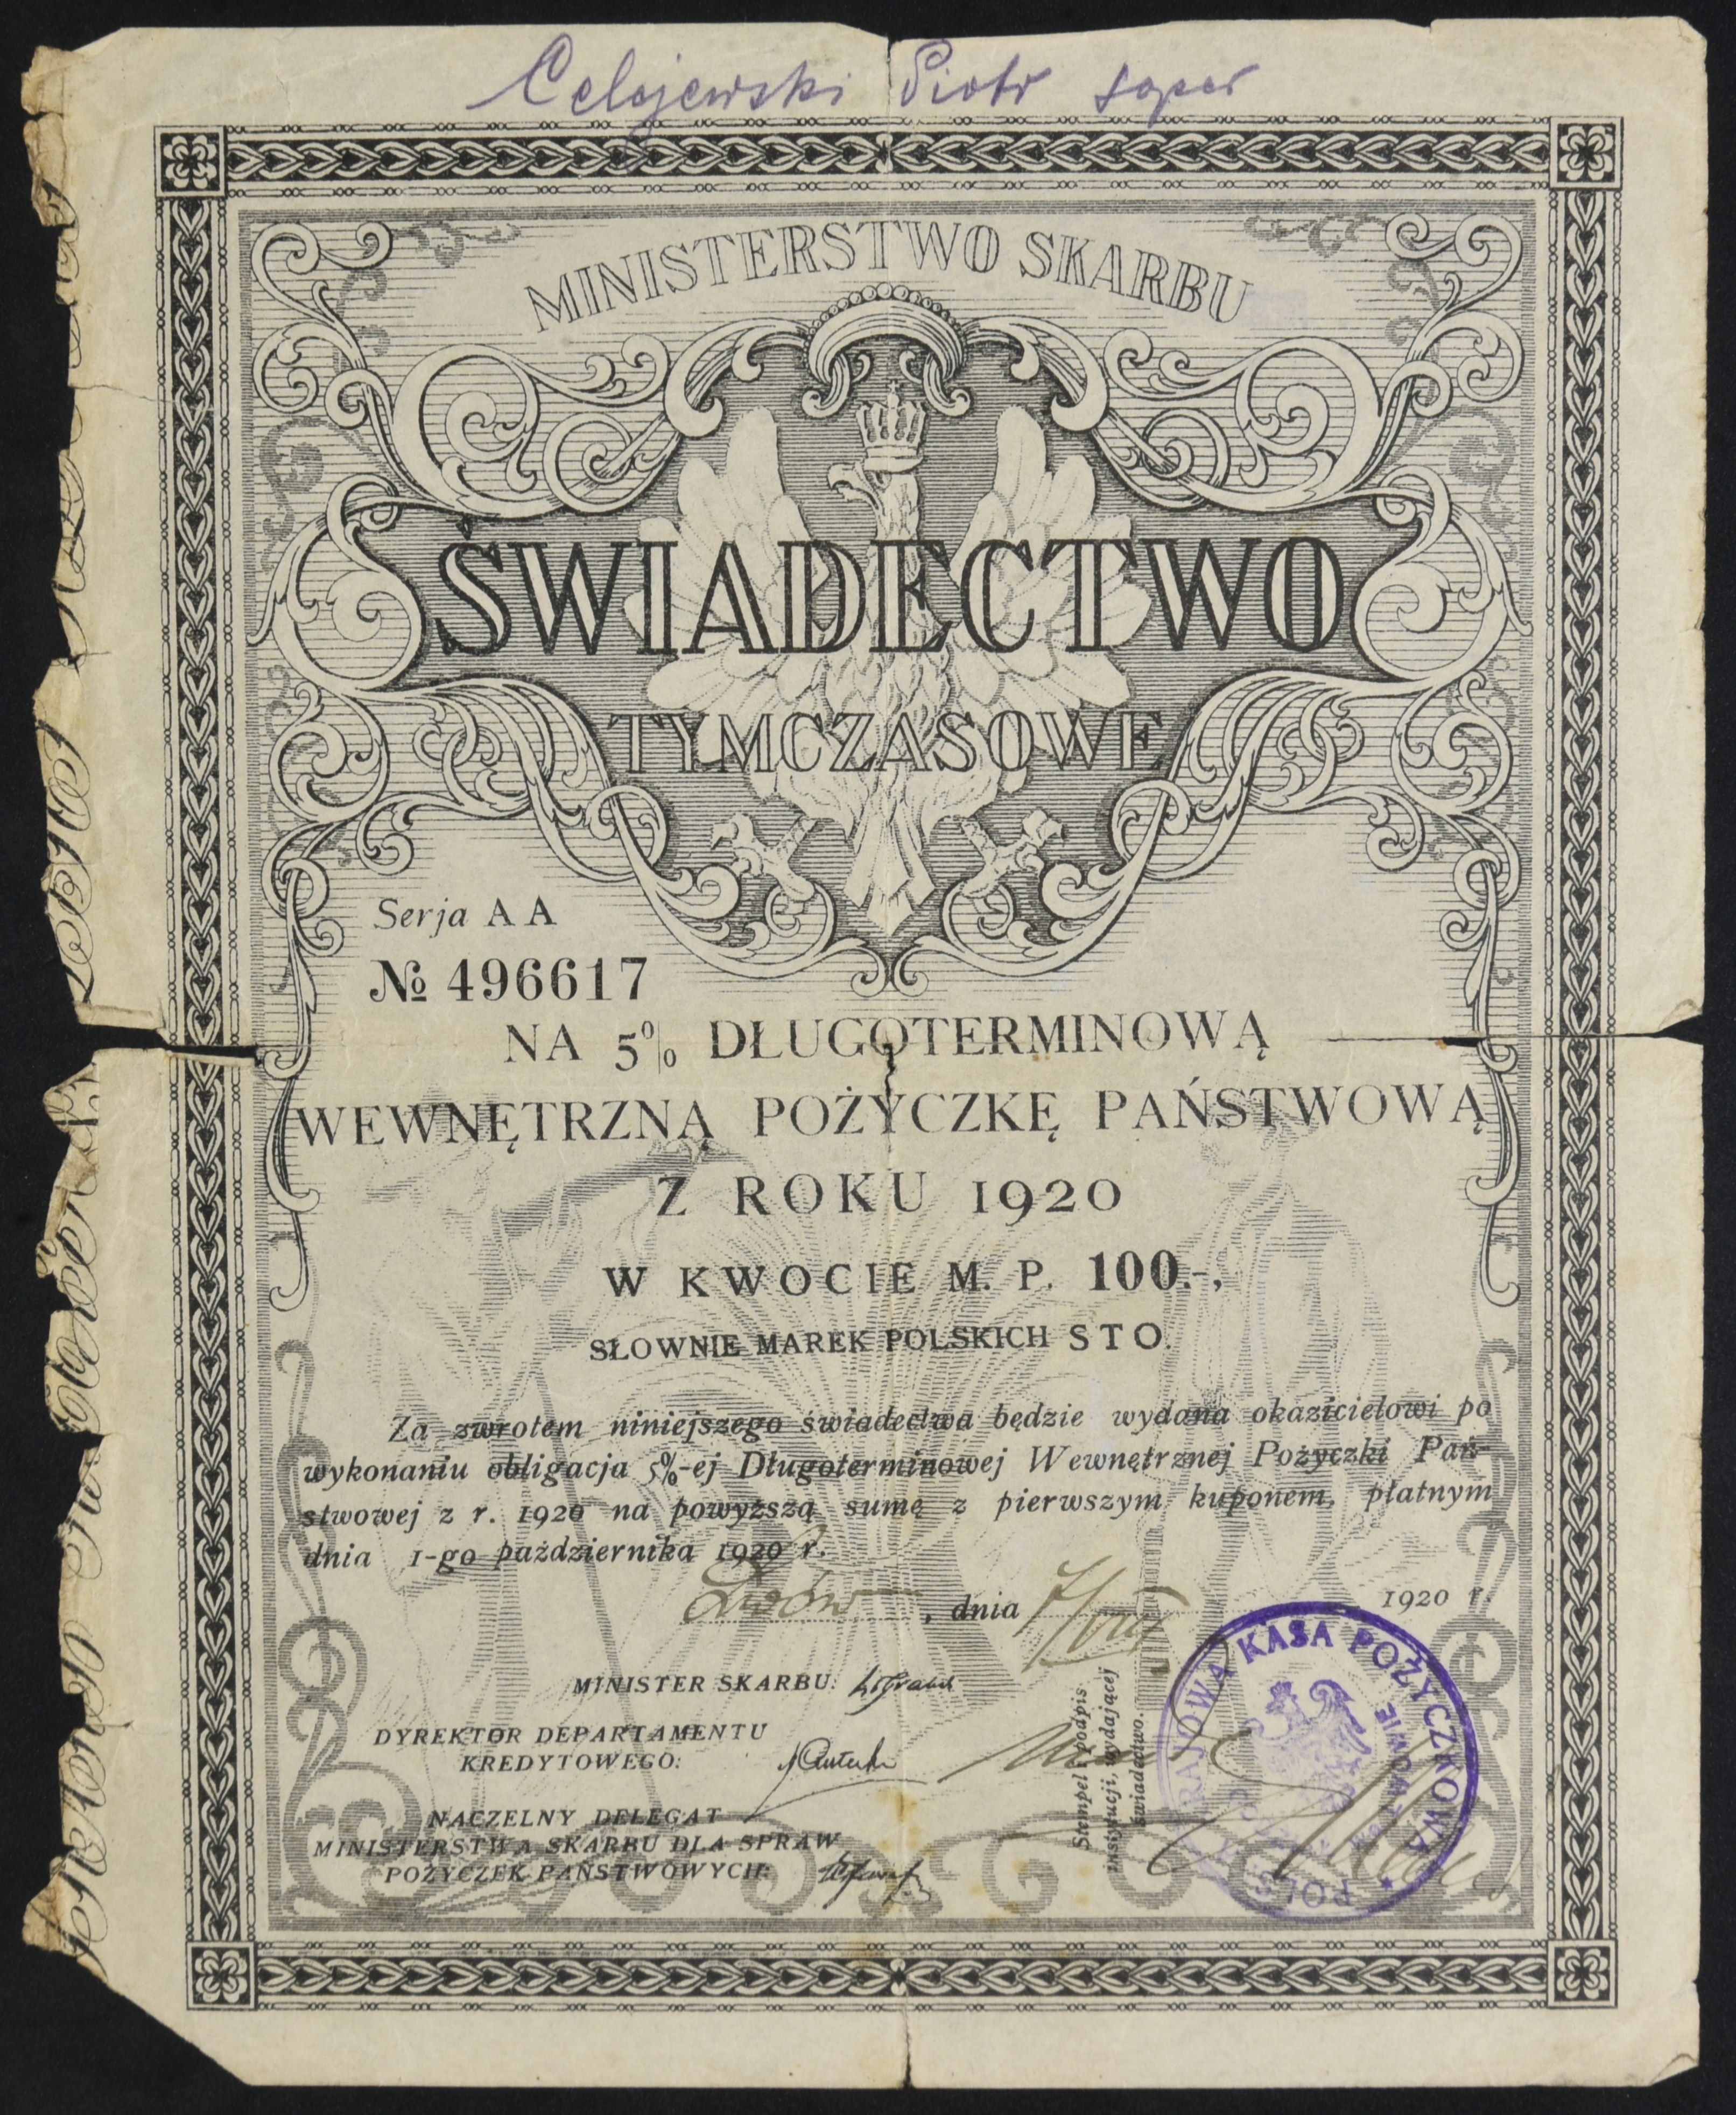 Celejewski Piotr saper
MINISTERSTWO SKARBU
ŚWIADECTWO
TYMCZASOWE
Serja AA
№ 496617
NA 5% DŁUGOTERMINOWĄ
WEWNĘTRZNĄ POŻYCZKĘ PAŃSTWOWĄ
Z ROKU 1920
W KWOCIE M. P. 100.-,
SŁOWNIE MAREK POLSKICH STO.
Za zwrotem niniejszego świadectwa będzie wydana okazicielowi po
wykonaniu obligacja 5%-ej Długoterminowej Wewnętrznej Pożyczki Pań-
stwowej z r. 1920 na powyższą sumę z pierwszym kuponem, płatnym
dnia 1-go października 1920 r.
Lwów, dnia 7/VIII 1920 r.
MINISTER SKARBU:
DYREKTOR DEPARTAMENTU
KREDYTOWEGO:
NACZELNY DELEGAT
MINISTERSTWA SKARBU DLA SPRAW
POŻYCZEK PAŃSTWOWYCH:
Stempel i podpis
instytucji, wydającej
świadectwo.
KRAJOWA KASA POŻYCZKOWA